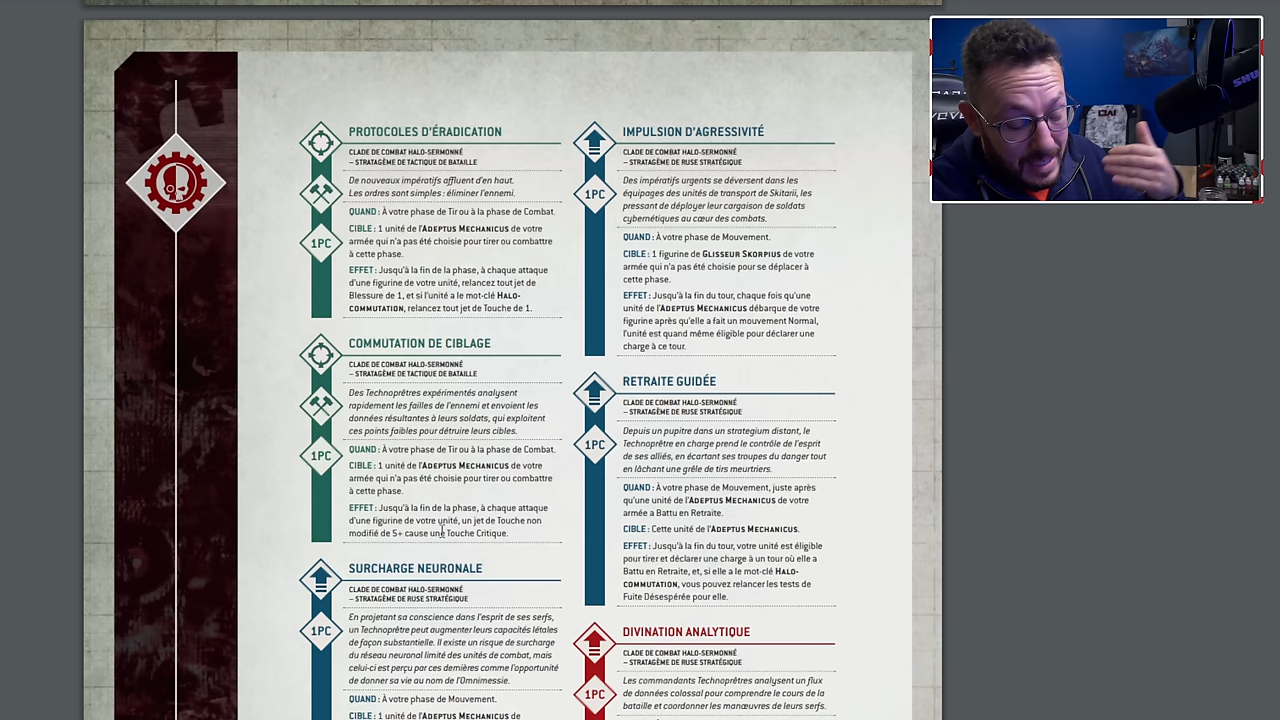 PROTOCOLES D'ÉRADICATION
CLADE DE COMBAT HALO-SERMONNÉ
– STRATAGÈME DE TACTIQUE DE BATAILLE
De nouveaux impératifs affluent d'en haut.
Les ordres sont simples : éliminer l'ennemi.
QUAND : À votre phase de Tir ou à la phase de Combat.
1PC
CIBLE : 1 unité de l'ADEPTUS MECHANICUS de votre
armée qui n'a pas été choisie pour tirer ou combattre
à cette phase.
EFFET : Jusqu'à la fin de la phase, à chaque attaque
d'une figurine de votre unité, relancez tout jet de
Blessure de 1, et si l'unité a le mot-clé HALO-
COMMUTATION, relancez tout jet de Touche de 1.
COMMUTATION DE CIBLAGE
CLADE DE COMBAT HALO-SERMONNÉ
– STRATAGÈME DE TACTIQUE DE BATAILLE
Des Technoprêtres expérimentés analysent
rapidement les failles de l'ennemi et envoient les
données résultantes à leurs soldats, qui exploitent
ces points faibles pour détruire leurs cibles.
1PC
QUAND : À votre phase de Tir ou à la phase de Combat.
CIBLE : 1 unité de l'ADEPTUS MECHANICUS de votre
armée qui n'a pas été choisie pour tirer ou combattre
à cette phase.
EFFET : Jusqu'à la fin de la phase, à chaque attaque
d'une figurine de votre unité, un jet de Touche non
modifié de 5+ cause une Touche Critique.
SURCHARGE NEURONALE
CLADE DE COMBAT HALO-SERMONNÉ
– STRATAGÈME DE RUSE STRATÉGIQUE
1PC
En projetant sa conscience dans l'esprit de ses serfs,
un Technoprêtre peut augmenter leurs capacités létales
de façon substantielle. Il existe un risque de surcharge
du réseau neuronal limité des unités de combat, mais
celui-ci est perçu par ces dernières comme l'opportunité
de donner sa vie au nom de l'Omnimessie.
QUAND : À votre phase de Mouvement.
CIBLE : 1 unité de l'ADEPTUS MECHANICUS de
IMPULSION D'AGRESSIVITÉ
CLADE DE COMBAT HALO-SERMONNÉ
– STRATAGÈME DE RUSE STRATÉGIQUE
1PC
Des impératifs urgents se déversent dans les
équipages des unités de transport de Skitarii, les
pressant de déployer leur cargaison de soldats
cybernétiques au cœur des combats.
QUAND : À votre phase de Mouvement.
CIBLE : 1 figurine de GLISSEUR SKORPIUS de votre
armée qui n'a pas été choisie pour se déplacer à
cette phase.
EFFET : Jusqu'à la fin du tour, chaque fois qu'une
unité de l'ADEPTUS MECHANICUS débarque de votre
figurine après qu'elle a fait un mouvement Normal,
l'unité est quand même éligible pour déclarer une
charge à ce tour.
RETRAITE GUIDÉE
CLADE DE COMBAT HALO-SERMONNÉ
– STRATAGÈME DE RUSE STRATÉGIQUE
1PC
Depuis un pupitre dans un strategium distant, le
Technoprêtre en charge prend le contrôle de l'esprit
de ses alliés, en écartant ses troupes du danger tout
en lâchant une grêle de tirs meurtriers.
QUAND : À votre phase de Mouvement, juste après
qu'une unité de l'ADEPTUS MECHANICUS de votre
armée a Battu en Retraite.
CIBLE : Cette unité de l'ADEPTUS MECHANICUS.
EFFET : Jusqu'à la fin du tour, votre unité est éligible
pour tirer et déclarer une charge à un tour où elle a
Battu en Retraite, et, si elle a le mot-clé HALO-
COMMUTATION, vous pouvez relancer les tests de
Fuite Désespérée pour elle.
DIVINATION ANALYTIQUE
CLADE DE COMBAT HALO-SERMONNÉ
– STRATAGÈME DE RUSE STRATÉGIQUE
1PC
Les commandants Technoprêtres analysent un flux
de données colossal pour comprendre le cours de la
bataille et coordonner les manœuvres de leurs serfs.